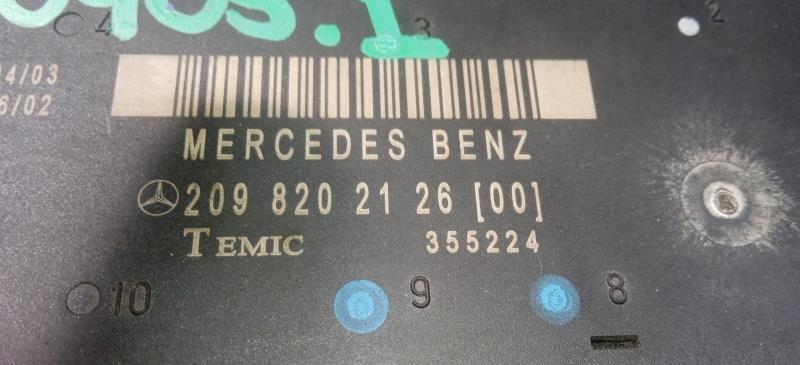 4 3 2
4/03
6/02
MERCEDES BENZ
209 820 21 26 [00]
TEMIC 355224
10 9 8